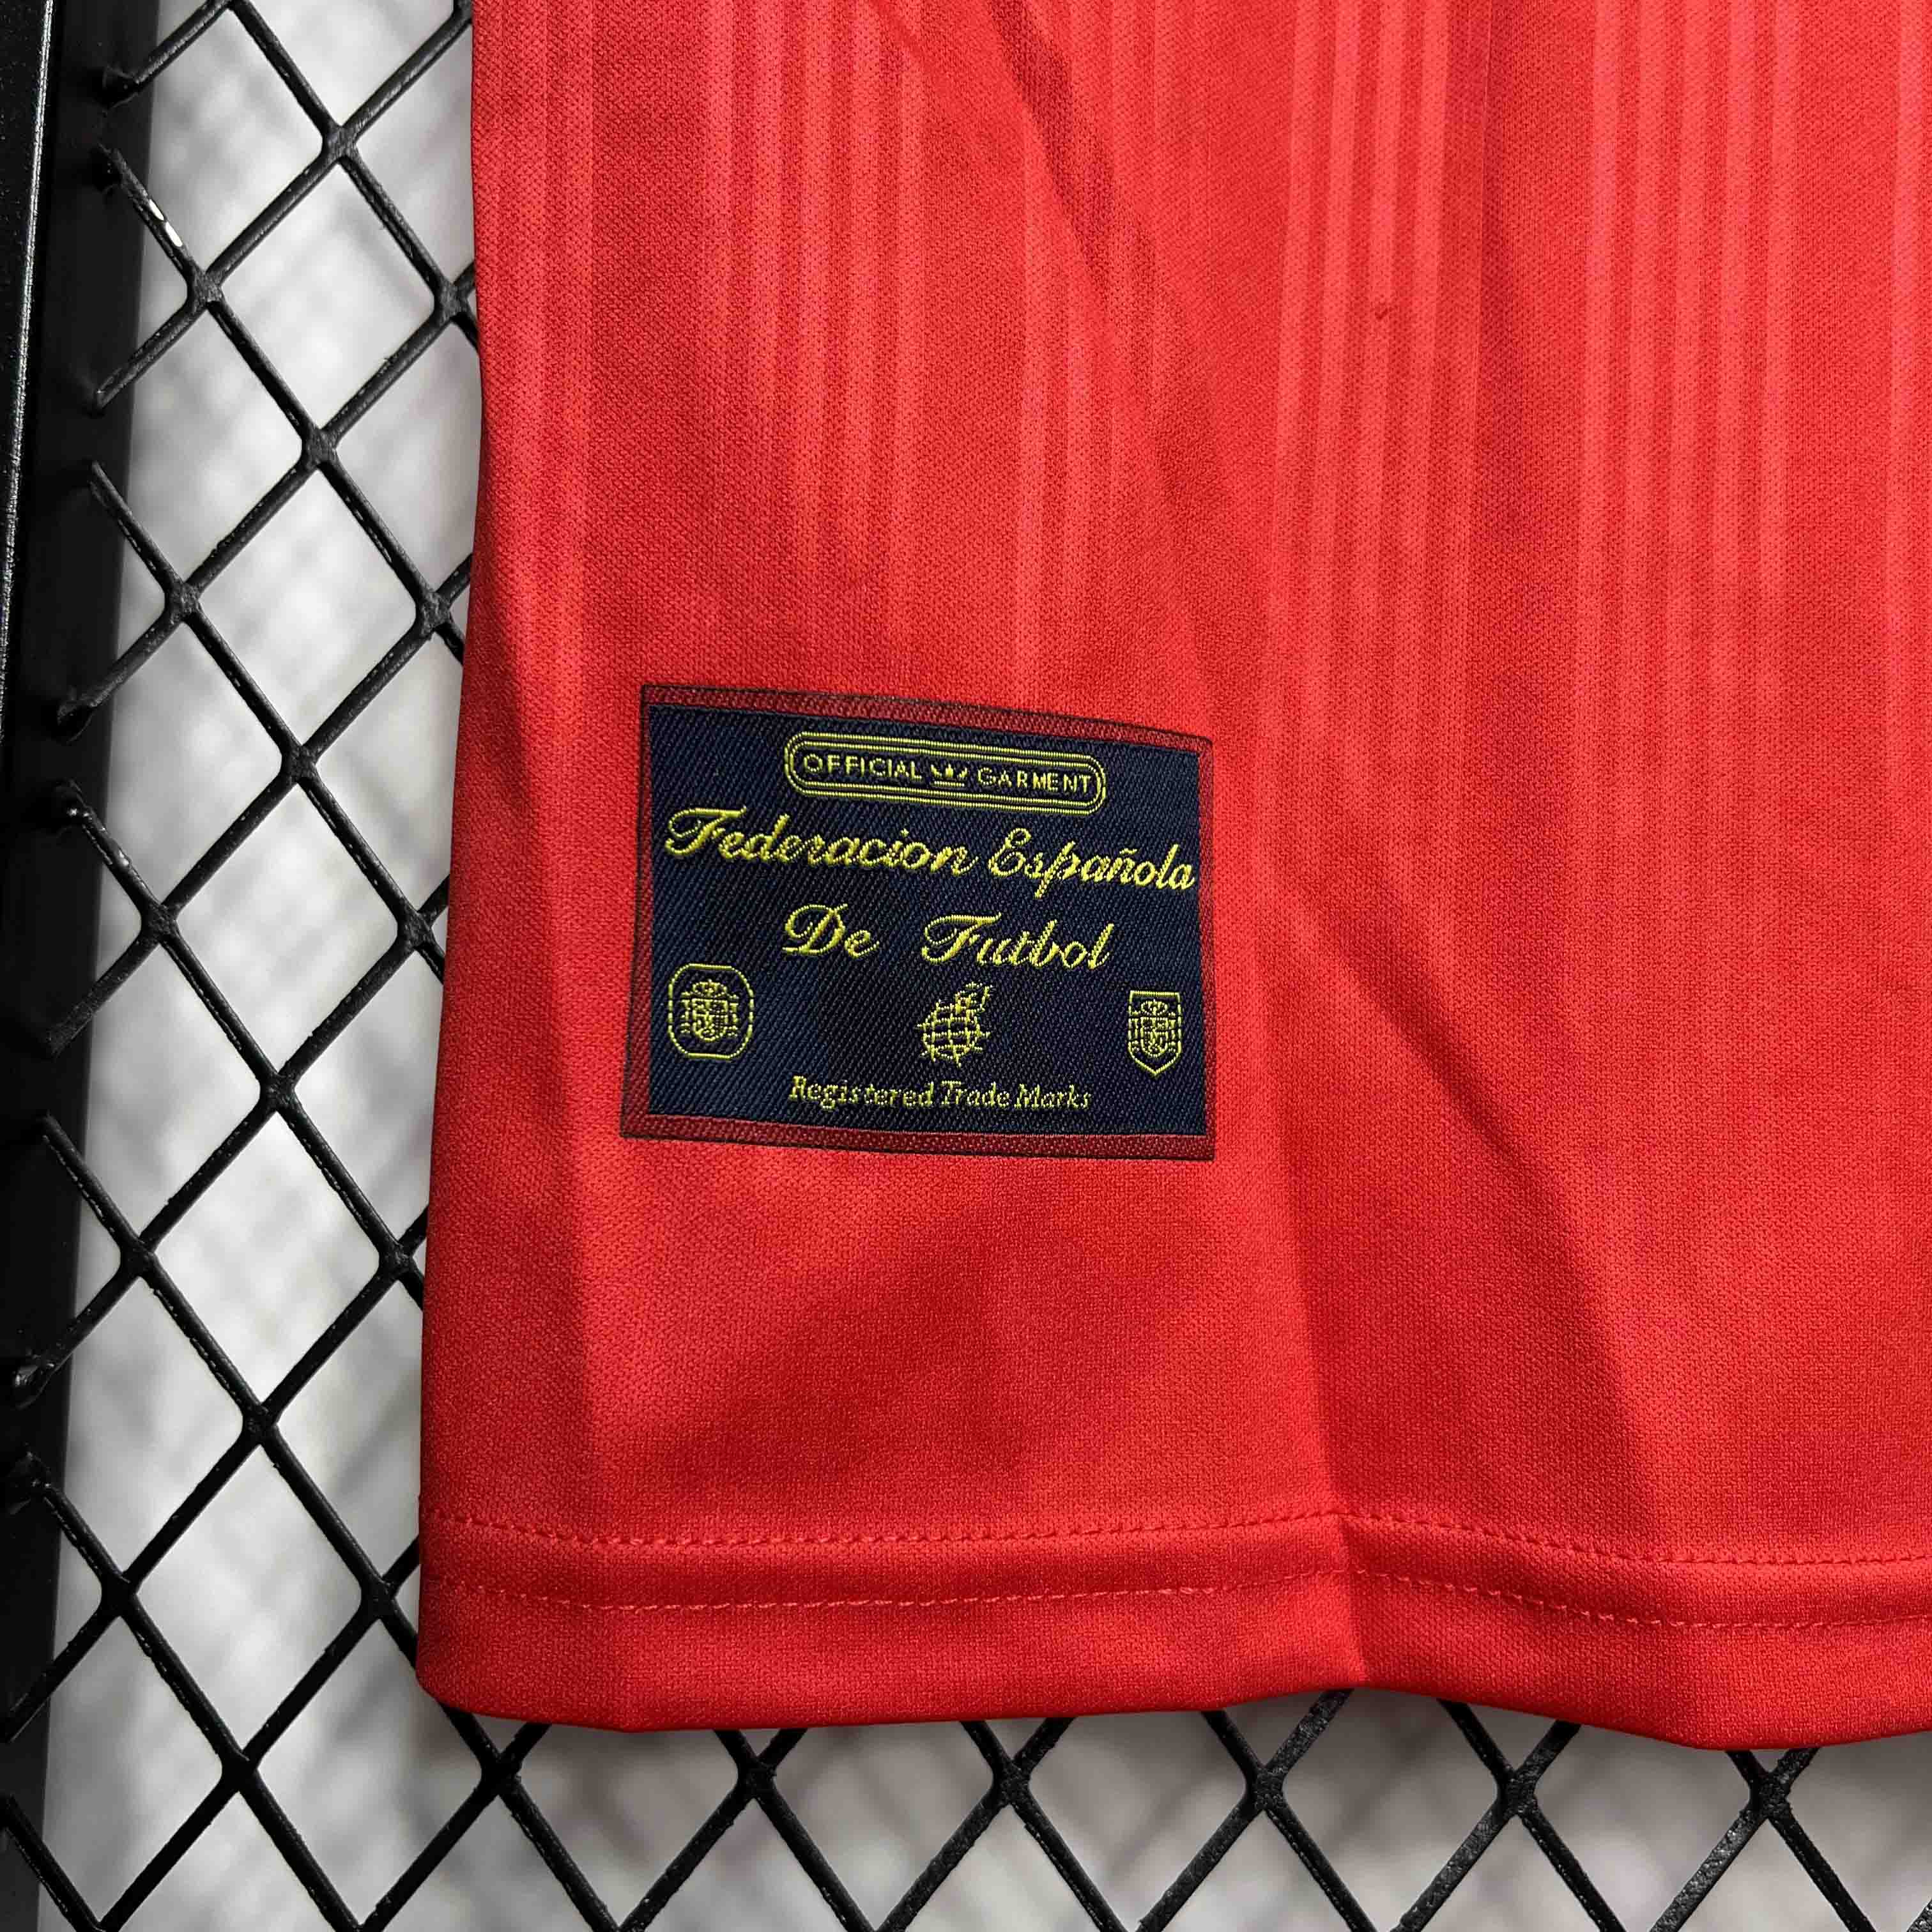 OFFICIAL GARMENT
Federacion Española
De Futbol
Registered Trade Marks